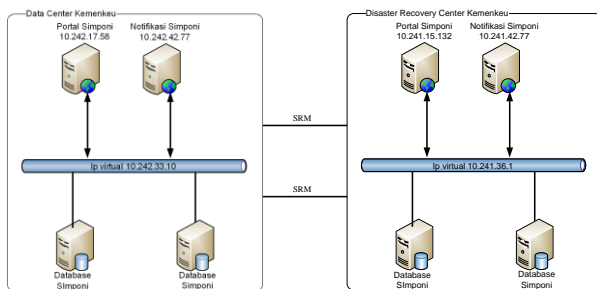 Data Center Kemenkeu
Portal Simponi
10.242.17.58
Notifikasi Simponi
10.242.42.77
Ip virtual 10.242.33.10
Database
SImponi
Database
Simponi
SRM
SRM
Disaster Recovery Center Kemenkeu
Portal Simponi
10.241.15.132
Notifikasi Simponi
10.241.42.77
Ip virtual 10.241.36.1
Database
SImponi
Database
Simponi